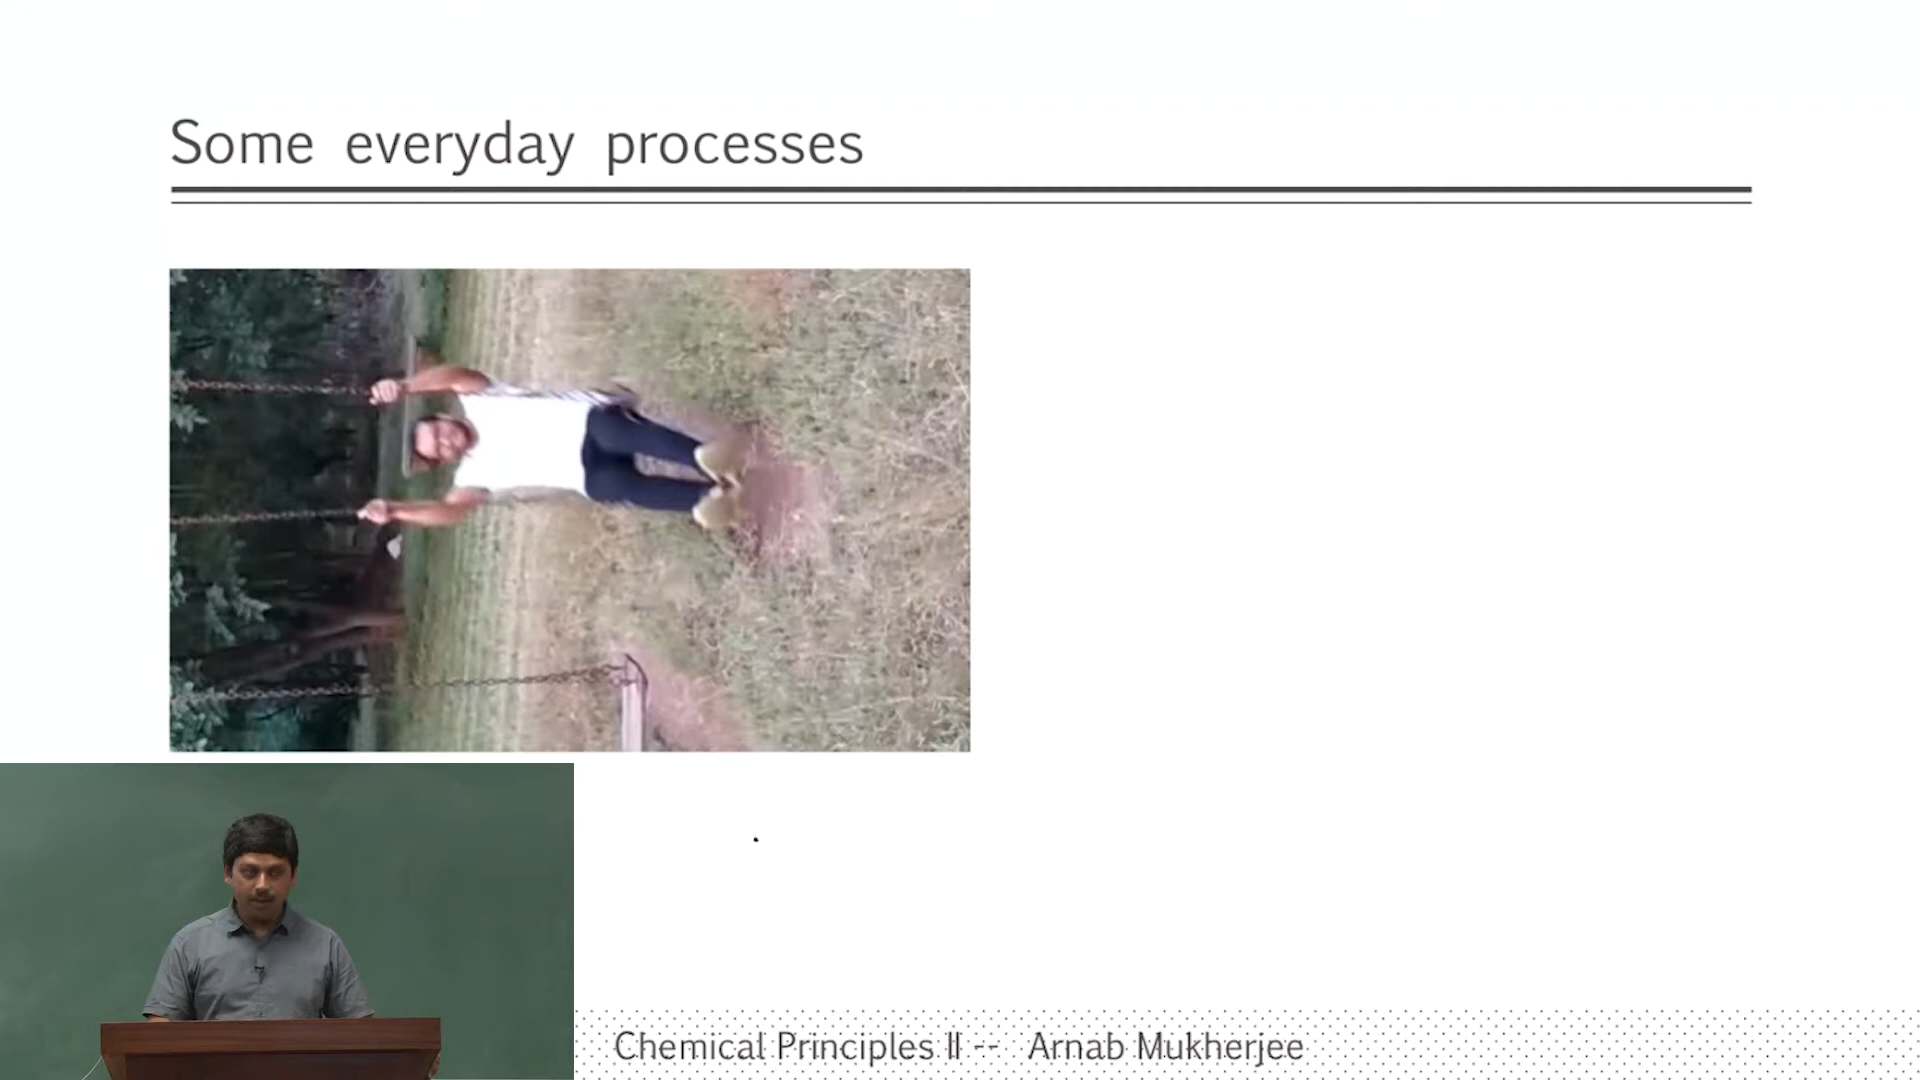 Some everyday processes
Chemical Principles II -- Arnab Mukherjee